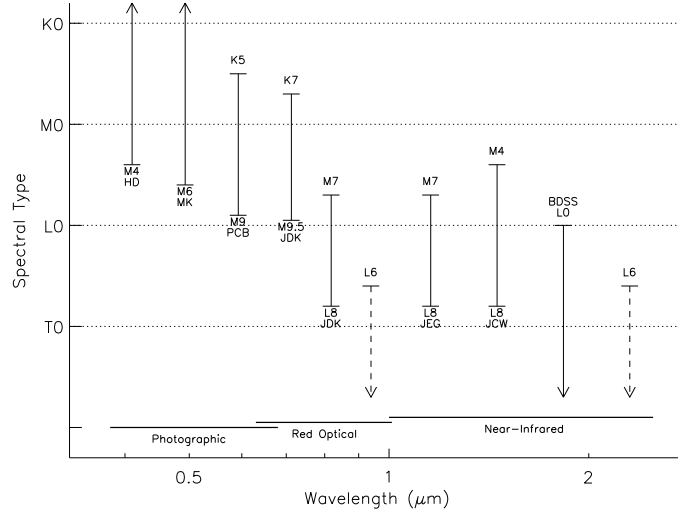 K0
K5
K7
M0
M4
HD
M6
MK
M7
M7
M4
BDSS
L0
L0
M9
PCB
M9.5
JDK
L6
L6
T0
L8
JDK
L8
JEG
L8
JCW
Spectral Type
Photographic
Red Optical
Near-Infrared
0.5
1
2
Wavelength (μm)